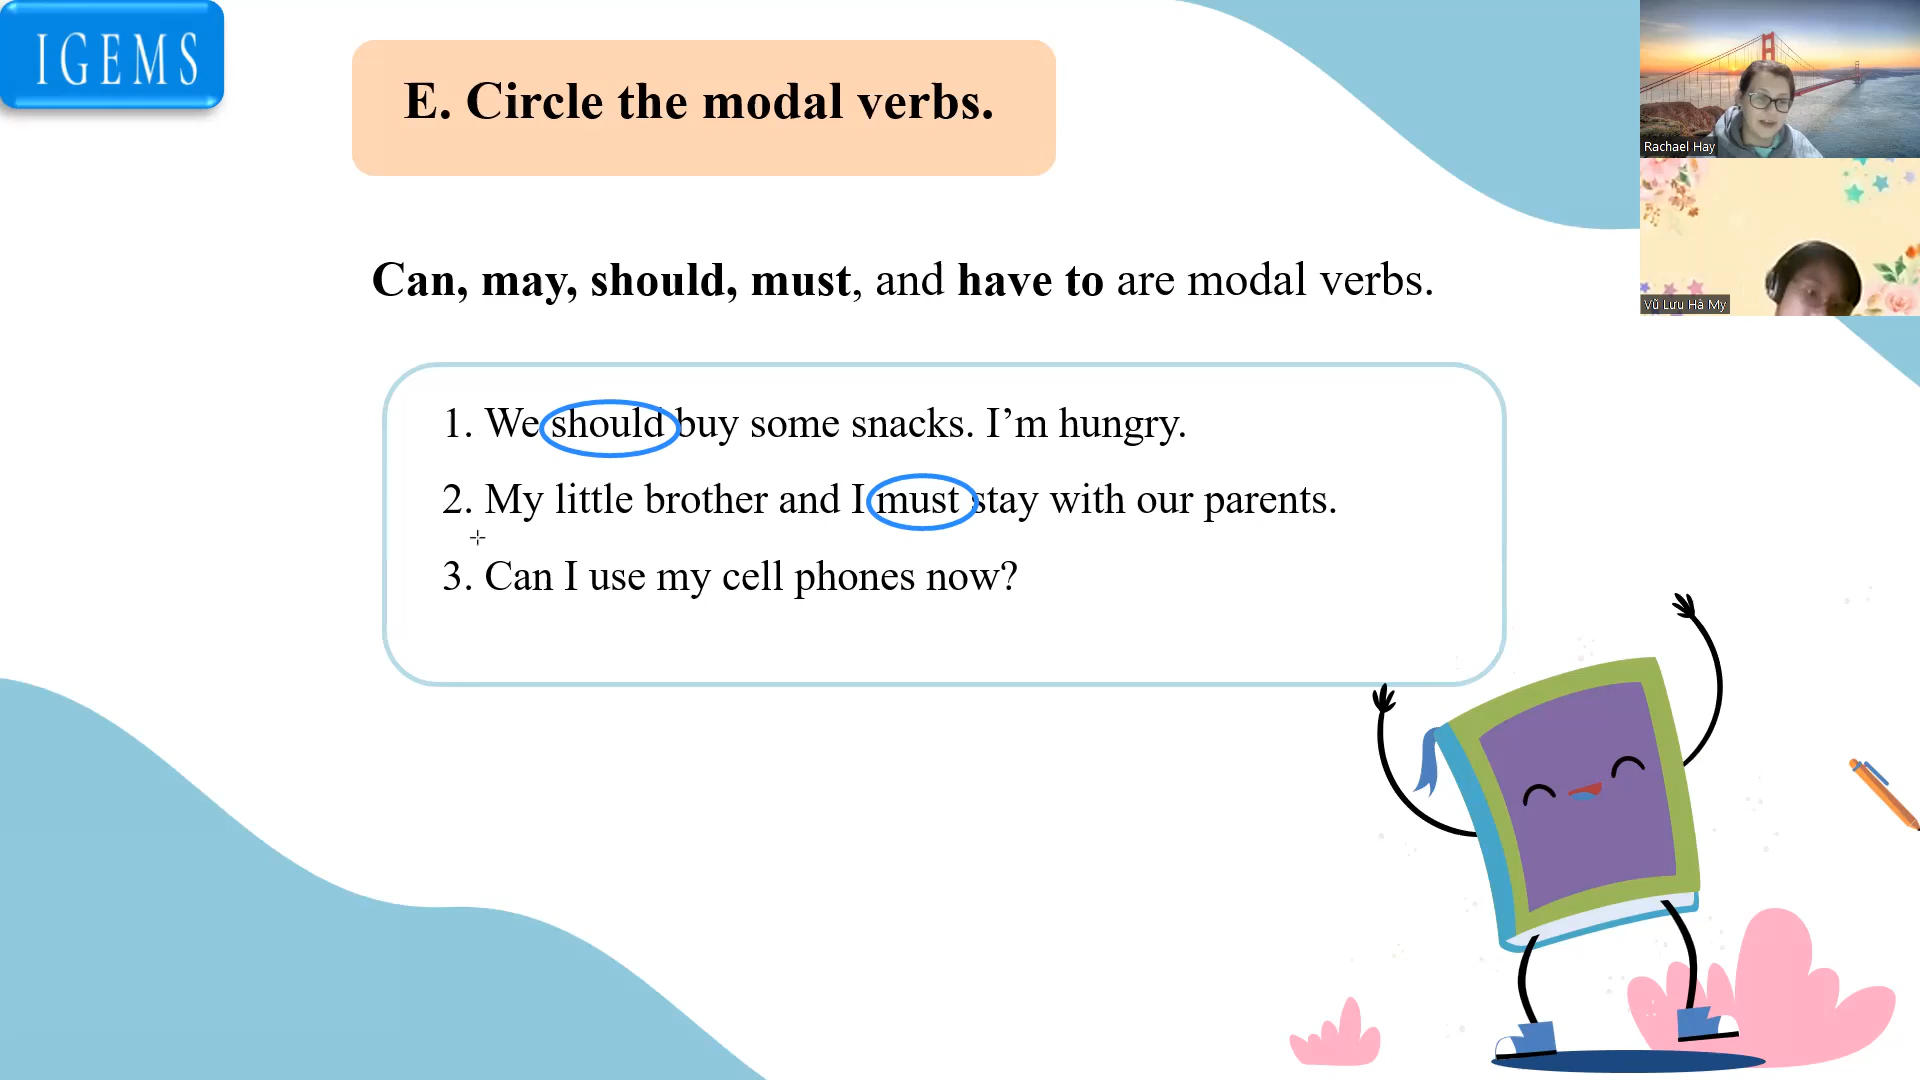 IGEMS
E. Circle the modal verbs.
Can, may, should, must, and have to are modal verbs.
1. We should buy some snacks. I’m hungry.
2. My little brother and I must stay with our parents.
3. Can I use my cell phones now?
Rachael Hay
Vũ Lưu Hà My